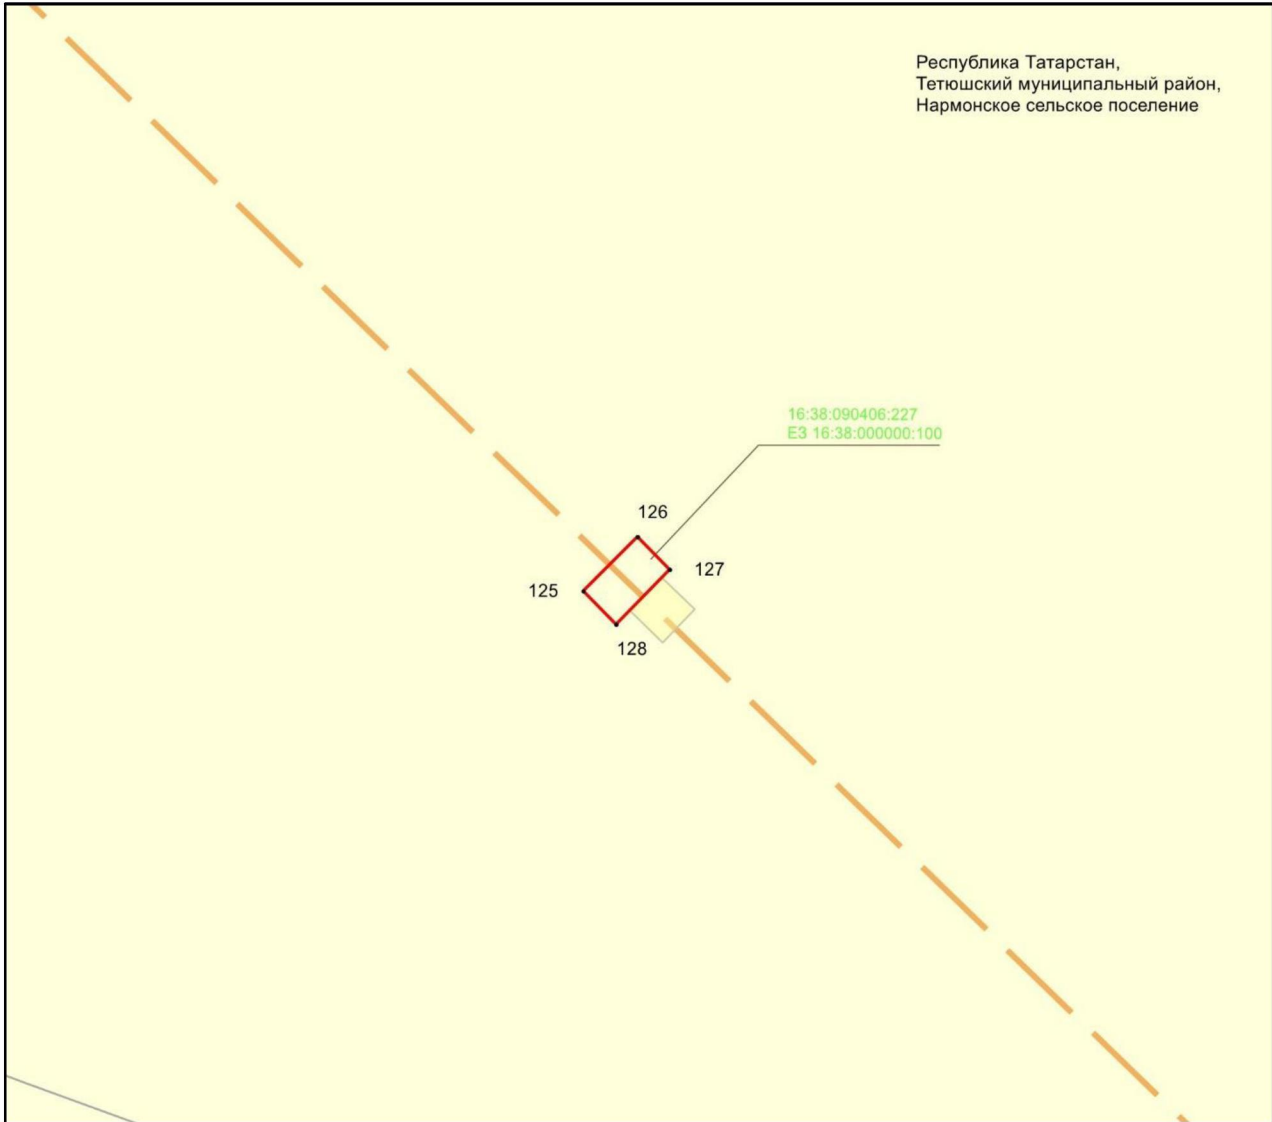 Республика Татарстан,
Тетюшский муниципальный район,
Нармонское сельское поселение
16:38:090406:227
ЕЗ 16:38:000000:100
126
127
125
128